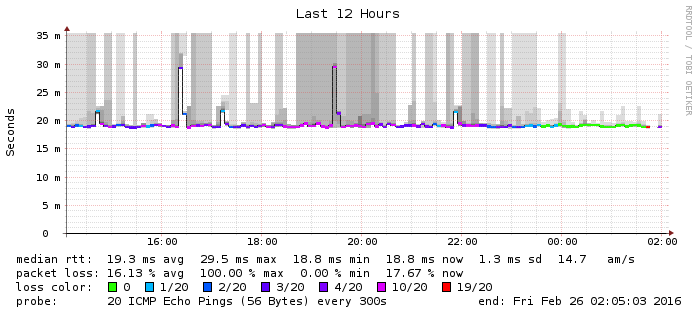 Last 12 Hours
RRDTOOL / TOBI OETIKER
Seconds
35 m
30 m
25 m
20 m
15 m
10 m
5 m
0
16:00 18:00 20:00 22:00 00:00 02:00
median rtt: 19.3 ms avg 29.5 ms max 18.8 ms min 18.8 ms now 1.3 ms sd 14.7 am/s
packet loss: 16.13 % avg 100.00 % max 0.00 % min 17.67 % now
loss color: 0 1/20 2/20 3/20 4/20 10/20 19/20
probe: 20 ICMP Echo Pings (56 Bytes) every 300s end: Fri Feb 26 02:05:03 2016